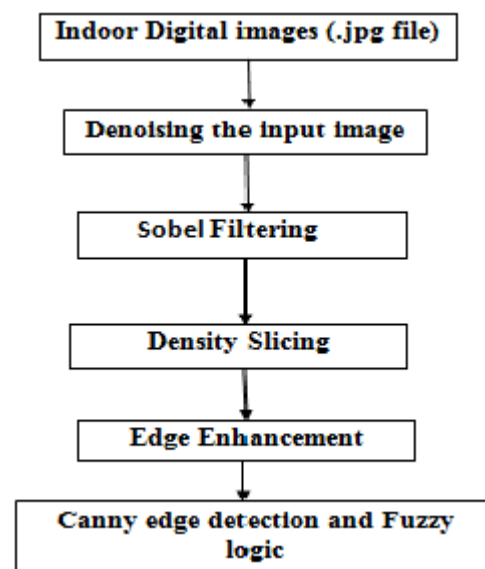 Indoor Digital images (.jpg file)
Denoising the input image
Sobel Filtering
Density Slicing
Edge Enhancement
Canny edge detection and Fuzzy
logic